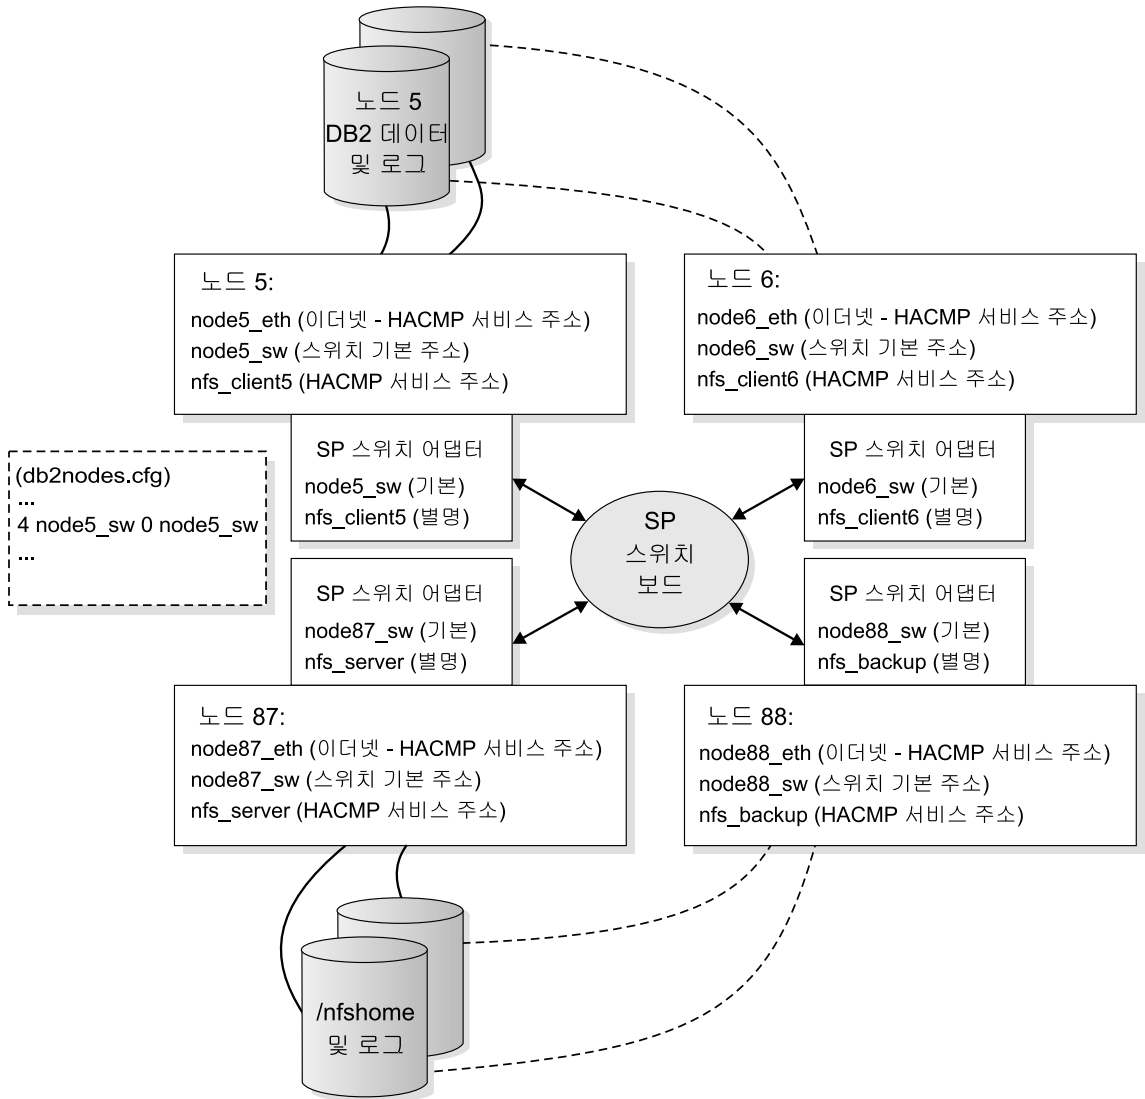 노드 5
DB2 데이터
및 로그
노드 5:
node5_eth (이더넷 - HACMP 서비스 주소)
node5_sw (스위치 기본 주소)
nfs_client5 (HACMP 서비스 주소)
노드 6:
node6_eth (이더넷 - HACMP 서비스 주소)
node6_sw (스위치 기본 주소)
nfs_client6 (HACMP 서비스 주소)
(db2nodes.cfg)
...
4 node5_sw 0 node5_sw
...
SP 스위치 어댑터
node5_sw (기본)
nfs_client5 (별명)
SP 스위치 어댑터
node6_sw (기본)
nfs_client6 (별명)
SP
스위치
보드
SP 스위치 어댑터
node87_sw (기본)
nfs_server (별명)
SP 스위치 어댑터
node88_sw (기본)
nfs_backup (별명)
노드 87:
node87_eth (이더넷 - HACMP 서비스 주소)
node87_sw (스위치 기본 주소)
nfs_server (HACMP 서비스 주소)
노드 88:
node88_eth (이더넷 - HACMP 서비스 주소)
node88_sw (스위치 기본 주소)
nfs_backup (HACMP 서비스 주소)
/nfshome
및 로그